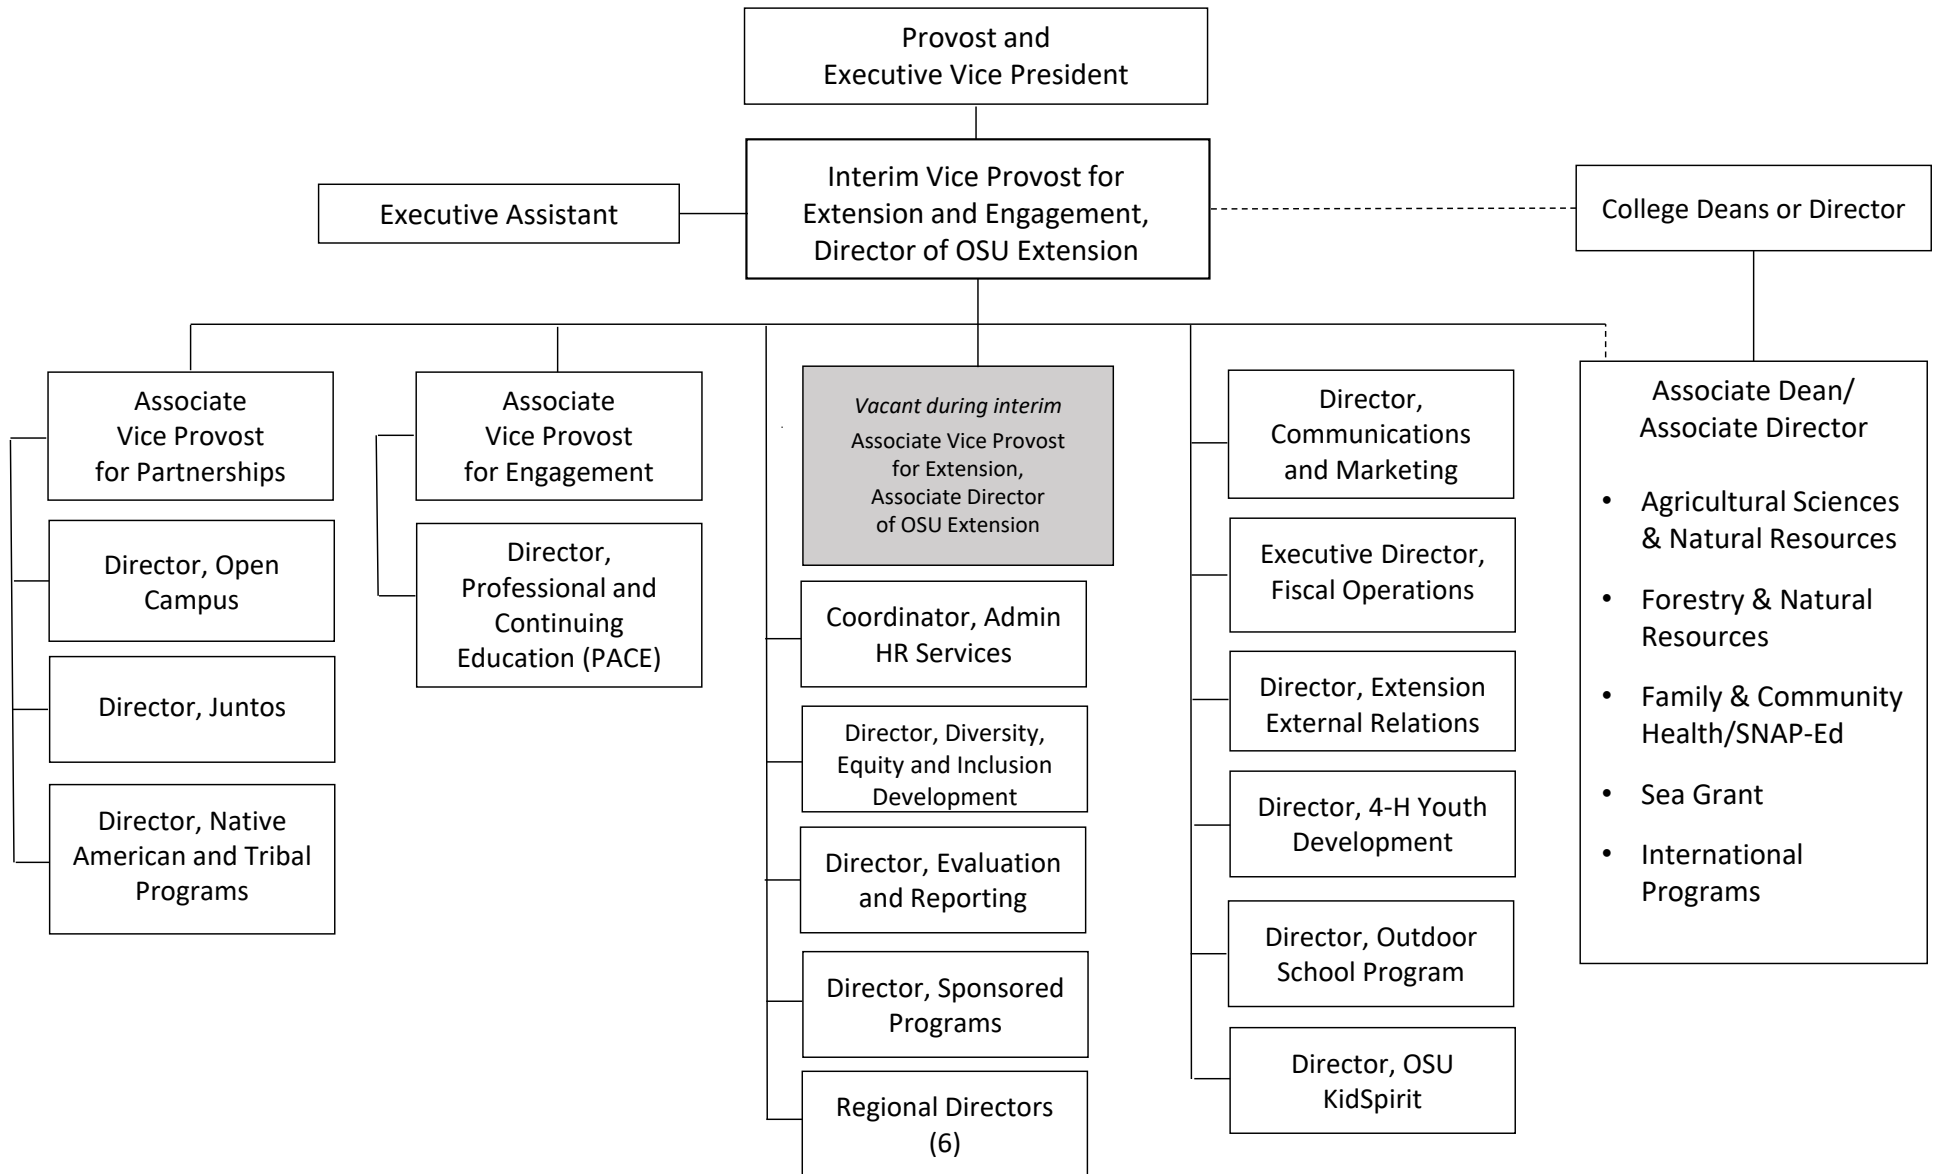 Provost and
Executive Vice President
Interim Vice Provost for
Extension and Engagement,
Director of OSU Extension
Executive Assistant
College Deans or Director
Associate
Vice Provost
for Partnerships
Director, Open
Campus
Director, Juntos
Director, Native
American and Tribal
Programs
Associate
Vice Provost
for Engagement
Director,
Professional and
Continuing
Education (PACE)
Vacant during interim
Associate Vice Provost
for Extension,
Associate Director
of OSU Extension
Coordinator, Admin
HR Services
Director, Diversity,
Equity and Inclusion
Development
Director, Evaluation
and Reporting
Director, Sponsored
Programs
Regional Directors
(6)
Director,
Communications
and Marketing
Executive Director,
Fiscal Operations
Director, Extension
External Relations
Director, 4-H Youth
Development
Director, Outdoor
School Program
Director, OSU
KidSpirit
Associate Dean/
Associate Director
• Agricultural Sciences
& Natural Resources
• Forestry & Natural
Resources
• Family & Community
Health/SNAP-Ed
• Sea Grant
• International
Programs